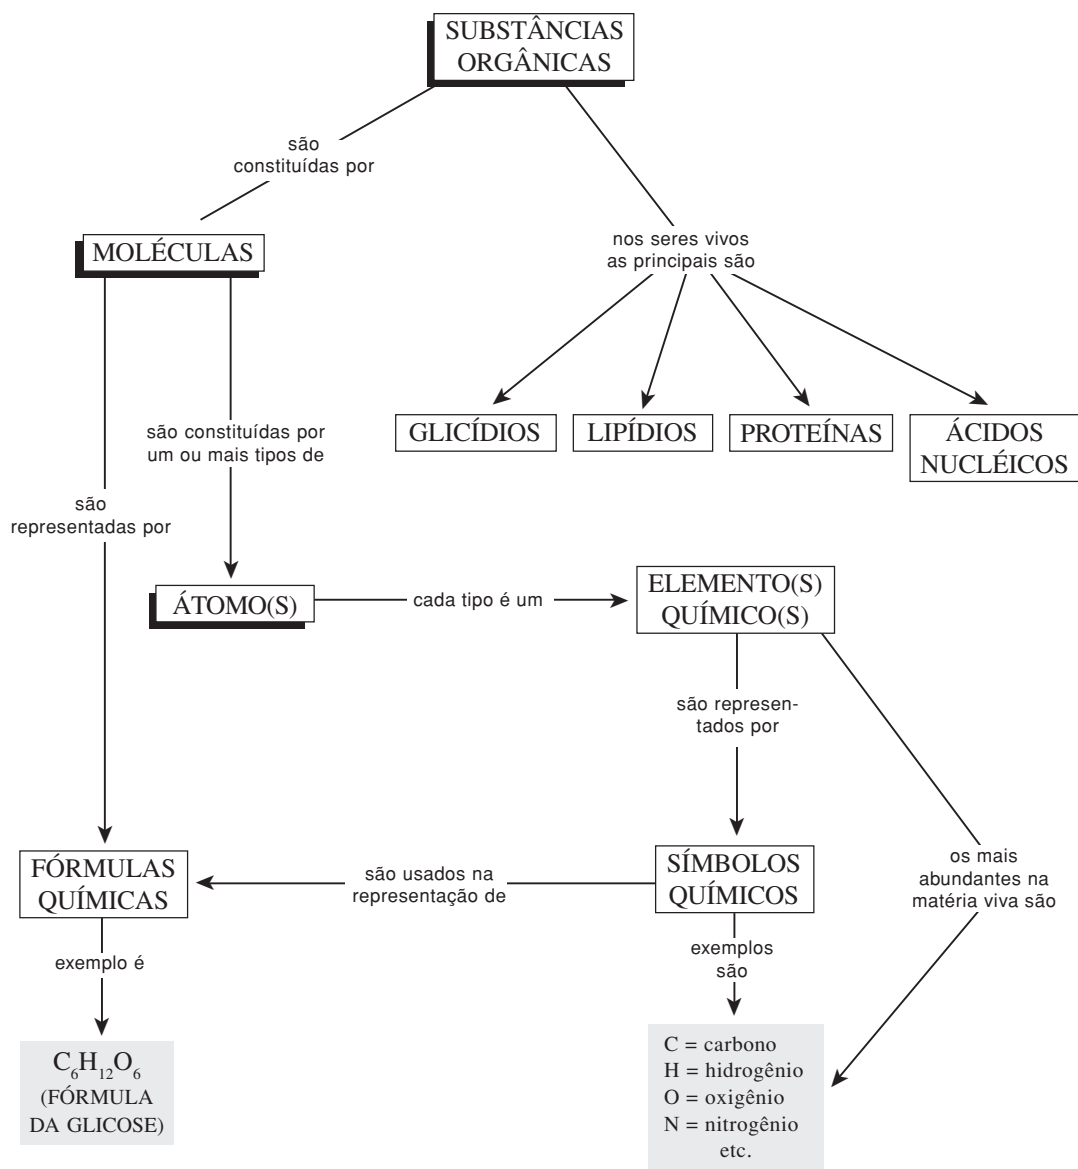 SUBSTÂNCIAS
ORGÂNICAS
são
constituídas por
nos seres vivos
as principais são
MOLÉCULAS
GLICÍDIOS
LIPÍDIOS
PROTEÍNAS
ÁCIDOS
NUCLÉICOS
são constituídas por
um ou mais tipos de
são
representadas por
ÁTOMO(S)
cada tipo é um
ELEMENTO(S)
QUÍMICO(S)
são represen-
tados por
os mais
abundantes na
matéria viva são
FÓRMULAS
QUÍMICAS
são usados na
representação de
SÍMBOLOS
QUÍMICOS
exemplo é
exemplos
são
C₆H₁₂O₆
(FÓRMULA
DA GLICOSE)
C = carbono
H = hidrogênio
O = oxigênio
N = nitrogênio
etc.